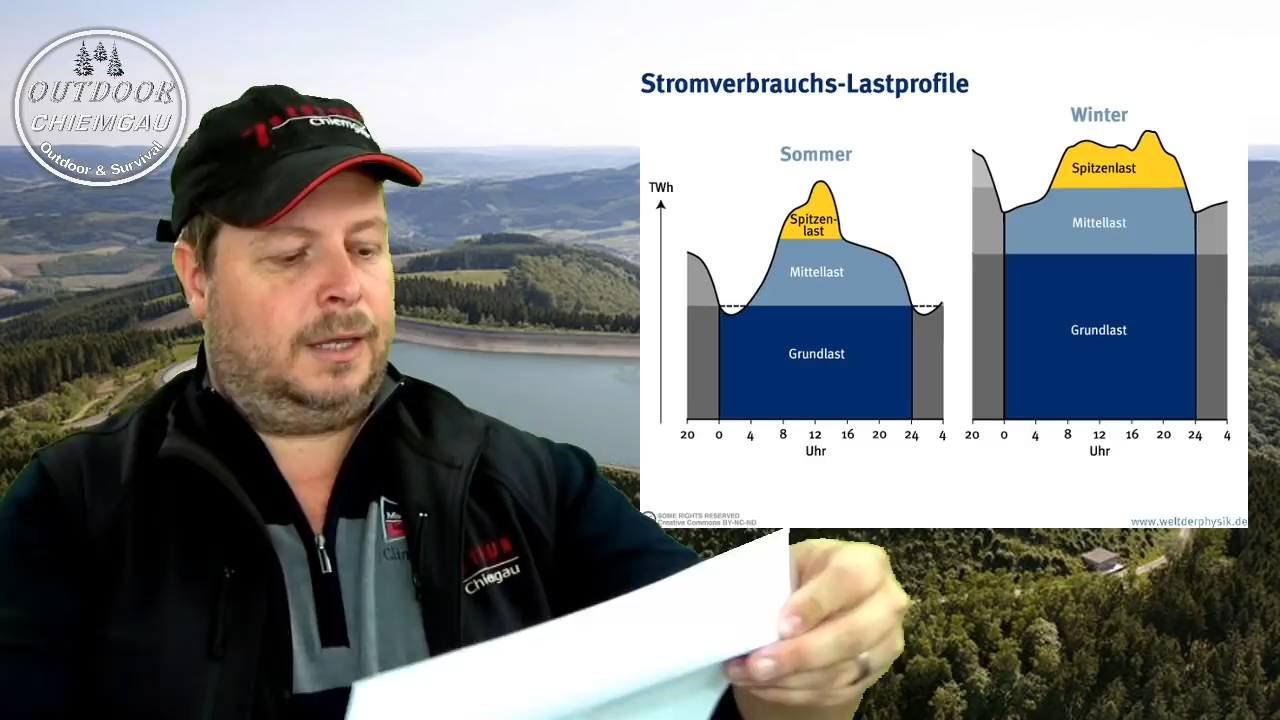 OUTDOOR
CHIEMGAU
Outdoor & Survival
Chiemgau
Chiemgau
Stromverbrauchs-Lastprofile
Sommer
Winter
TWh
Spitzen-
last
Mittellast
Grundlast
20 0 4 8 12 16 20 24 4
Uhr
Spitzenlast
Mittellast
Grundlast
20 0 4 8 12 16 20 24 4
Uhr
SOME RIGHTS RESERVED
Creative Commons BY-NC-ND
www.weltderphysik.de